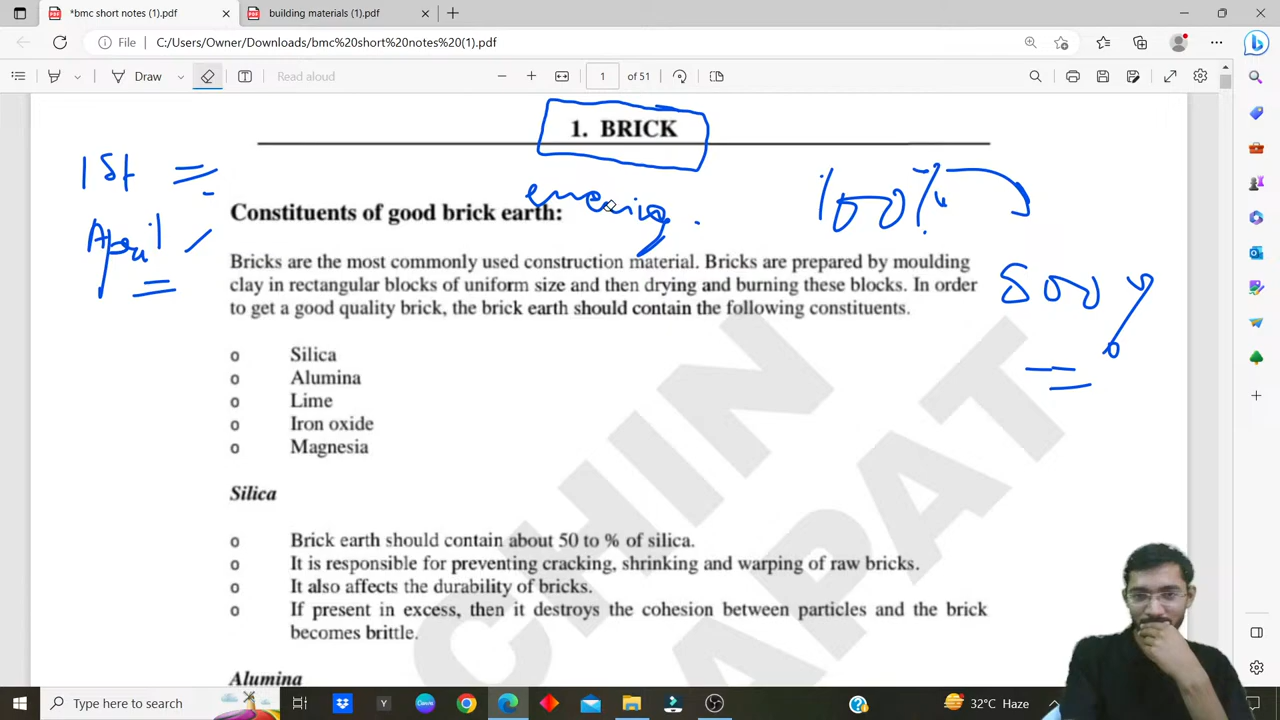 *bmc short notes (1).pdf
building materials (1).pdf
File
C:/Users/Owner/Downloads/bmc%20short%20notes%20(1).pdf
Draw
Read aloud
1 of 51
1. BRICK
1st
April
100%
500%
Constituents of good brick earth:
Bricks are the most commonly used construction material. Bricks are prepared by moulding
clay in rectangular blocks of uniform size and then drying and burning these blocks. In order
to get a good quality brick, the brick earth should contain the following constituents.
o Silica
o Alumina
o Lime
o Iron oxide
o Magnesia
Silica
o Brick earth should contain about 50 to % of silica.
o It is responsible for preventing cracking, shrinking and warping of raw bricks.
o It also affects the durability of bricks.
o If present in excess, then it destroys the cohesion between particles and the brick
becomes brittle.
Alumina
CHIN
APAT
Type here to search
32°C Haze